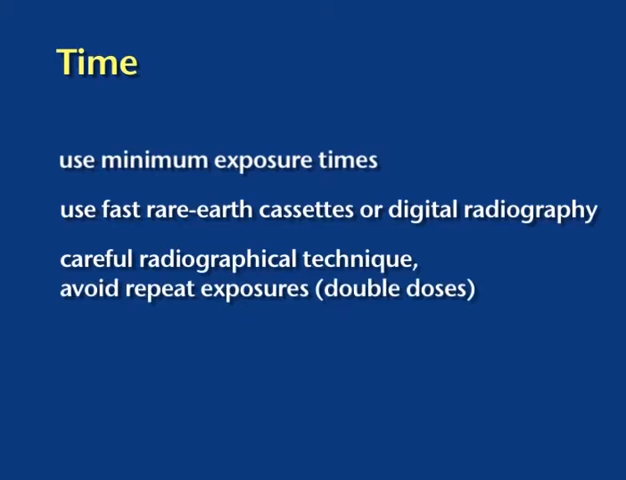 Time
use minimum exposure times
use fast rare-earth cassettes or digital radiography
careful radiographical technique,
avoid repeat exposures (double doses)